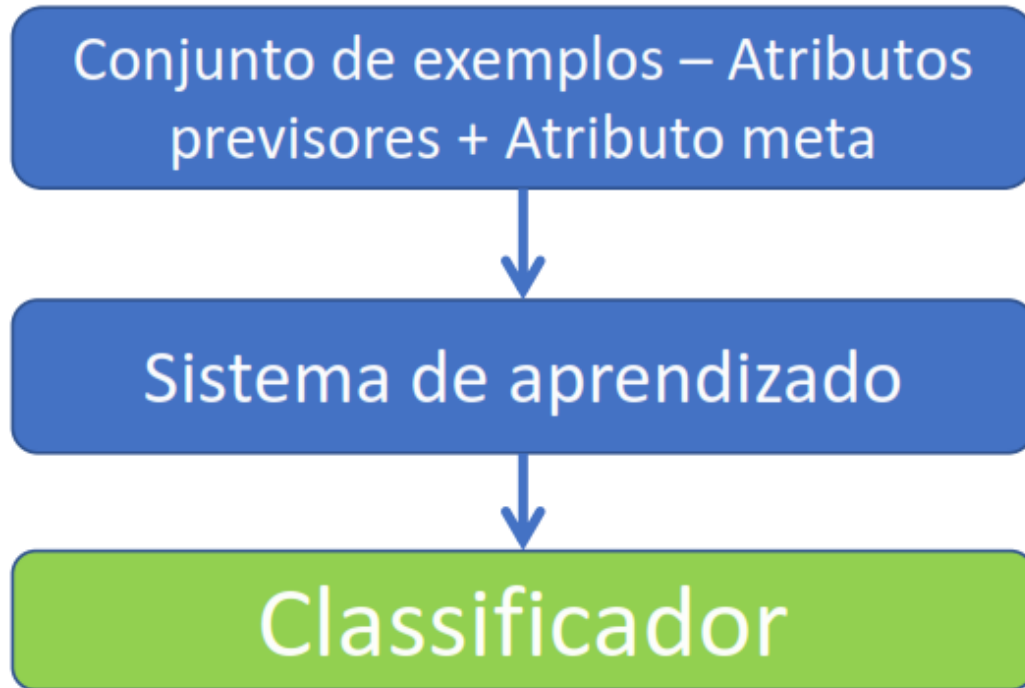 Conjunto de exemplos – Atributos
previsores + Atributo meta
Sistema de aprendizado
Classificador